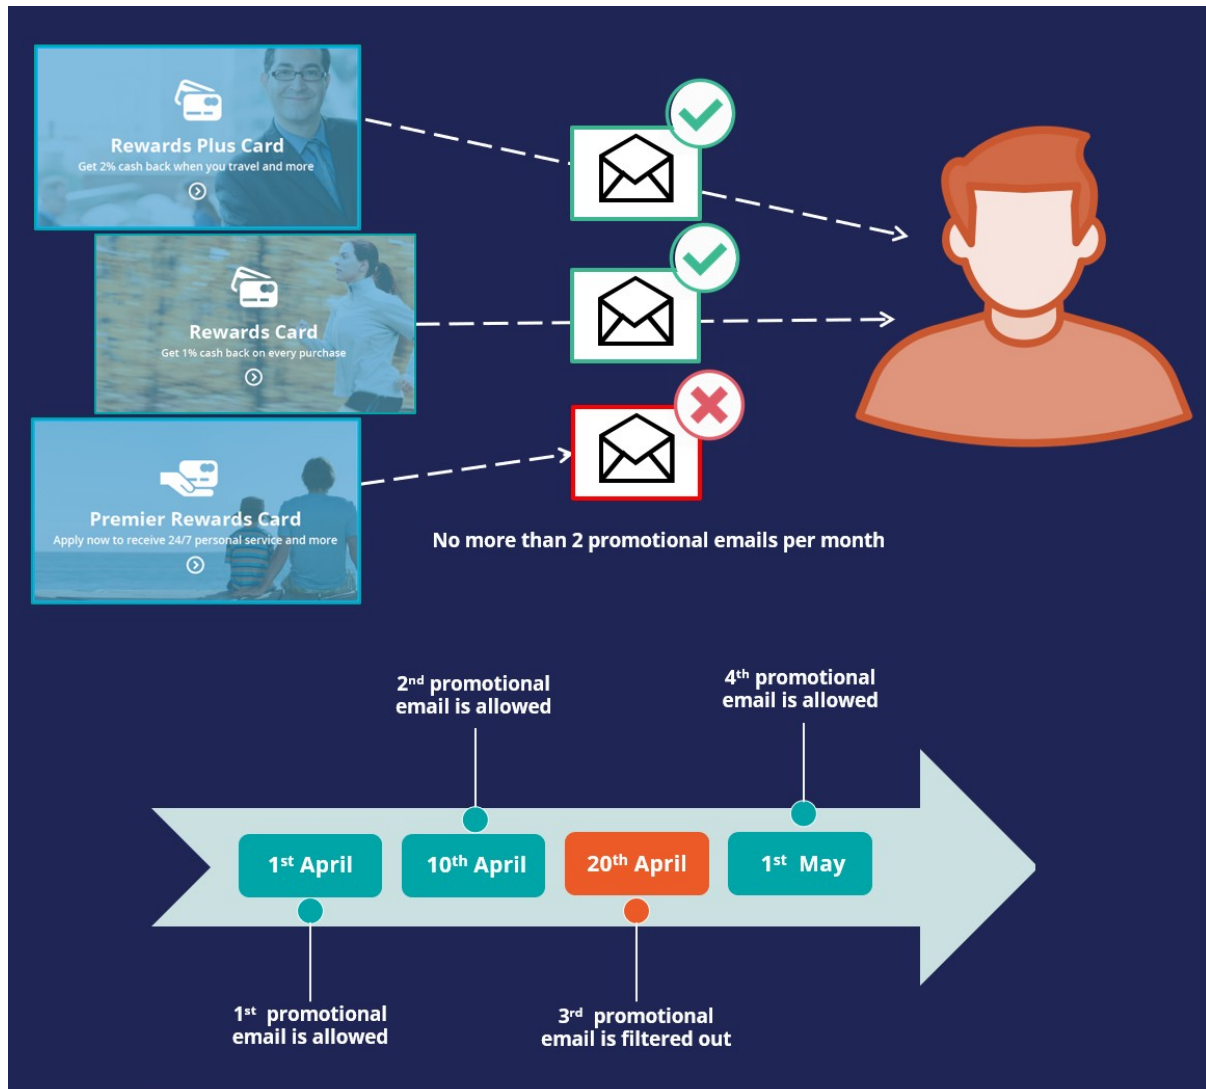 Rewards Plus Card
Get 2% cash back when you travel and more
Rewards Card
Get 1% cash back on every purchase
Premier Rewards Card
Apply now to receive 24/7 personal service and more
No more than 2 promotional emails per month
2nd promotional
email is allowed
4th promotional
email is allowed
1st April
10th April
20th April
1st May
1st promotional
email is allowed
3rd promotional
email is filtered out